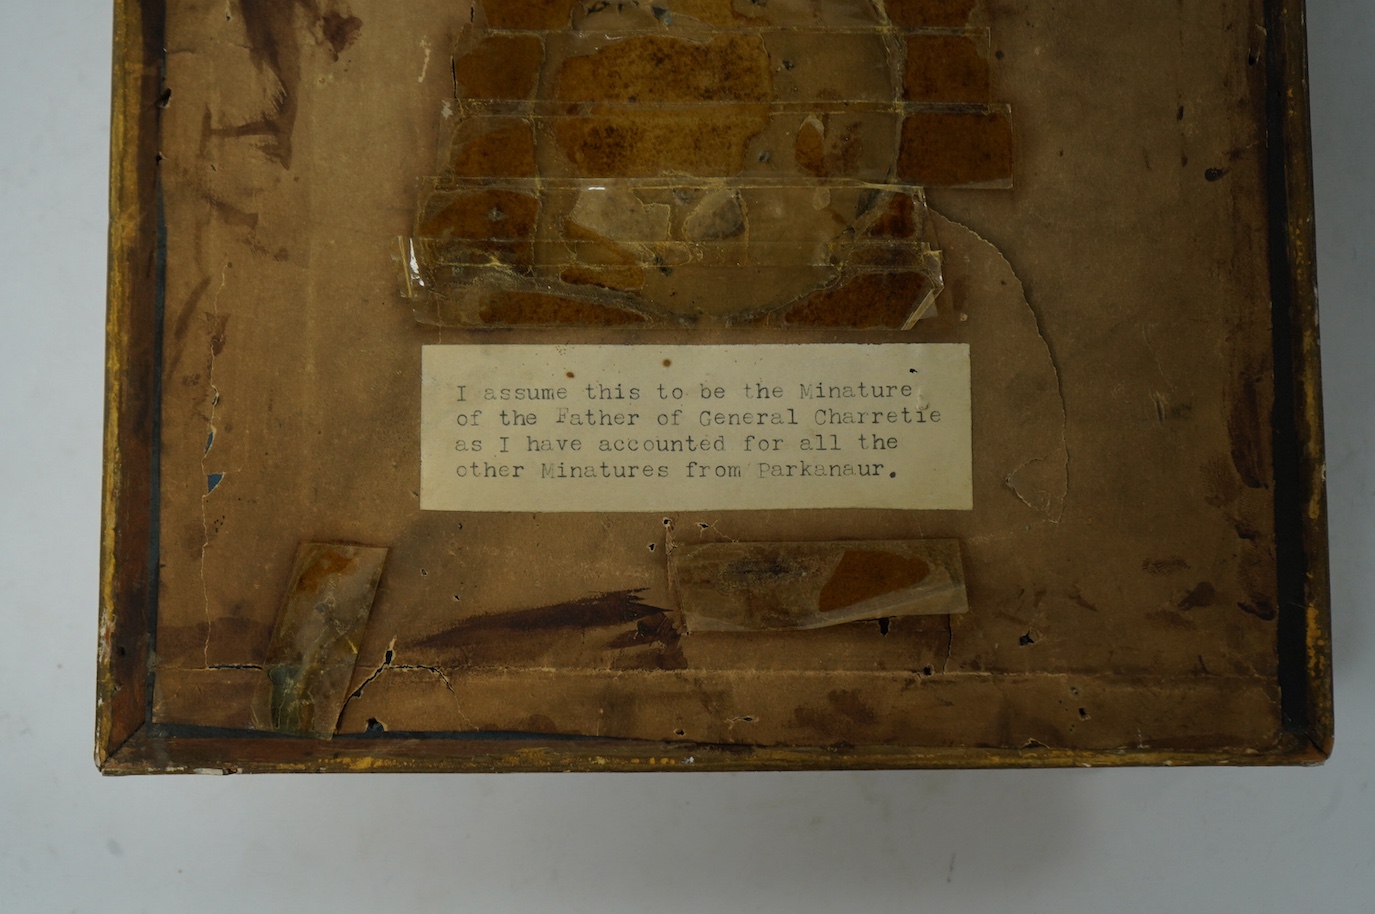 I assume this to be the Minature
of the Father of General Charretie
as I have accounted for all the
other Minatures from Parkanaur.